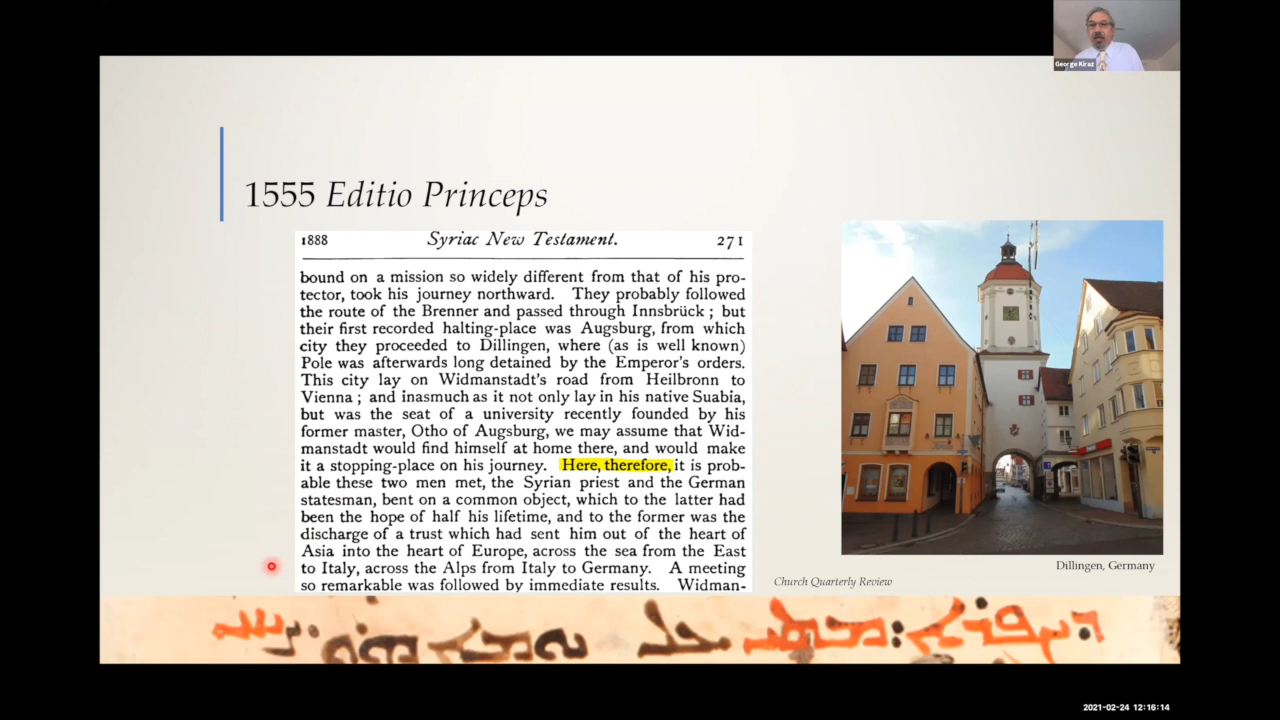 George Kiraz
1555 Editio Princeps
1888 Syriac New Testament. 271
bound on a mission so widely different from that of his pro-
tector, took his journey northward. They probably followed
the route of the Brenner and passed through Innsbrück ; but
their first recorded halting-place was Augsburg, from which
city they proceeded to Dillingen, where (as is well known)
Pole was afterwards long detained by the Emperor's orders.
This city lay on Widmanstadt's road from Heilbronn to
Vienna ; and inasmuch as it not only lay in his native Suabia,
but was the seat of a university recently founded by his
former master, Otho of Augsburg, we may assume that Wid-
manstadt would find himself at home there, and would make
it a stopping-place on his journey. Here, therefore, it is prob-
able these two men met, the Syrian priest and the German
statesman, bent on a common object, which to the latter had
been the hope of half his lifetime, and to the former was the
discharge of a trust which had sent him out of the heart of
Asia into the heart of Europe, across the sea from the East
to Italy, across the Alps from Italy to Germany. A meeting
so remarkable was followed by immediate results. Widman-
Dillingen, Germany
Church Quarterly Review
2021-02-24 12:16:14